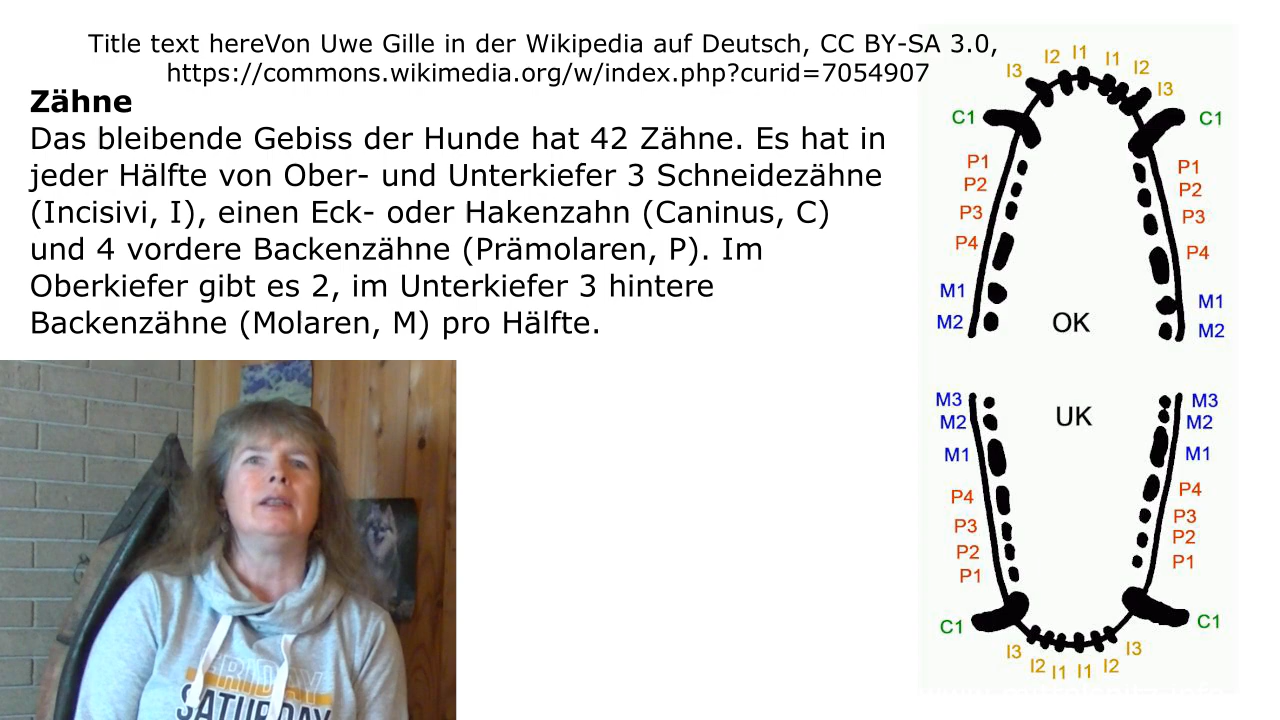 Title text hereVon Uwe Gille in der Wikipedia auf Deutsch, CC BY-SA 3.0,
https://commons.wikimedia.org/w/index.php?curid=7054907
Zähne
Das bleibende Gebiss der Hunde hat 42 Zähne. Es hat in
jeder Hälfte von Ober- und Unterkiefer 3 Schneidezähne
(Incisivi, I), einen Eck- oder Hakenzahn (Caninus, C)
und 4 vordere Backenzähne (Prämolaren, P). Im
Oberkiefer gibt es 2, im Unterkiefer 3 hintere
Backenzähne (Molaren, M) pro Hälfte.
I3 I2 I1 I1 I2 I3
C1 C1
P1 P1
P2 P2
P3 P3
P4 P4
M1 M1
M2 OK M2
M3 UK M3
M2 M2
M1 M1
P4 P4
P3 P3
P2 P2
P1 P1
C1 C1
I3 I2 I1 I1 I2 I3
FRIDAY
SATURDAY